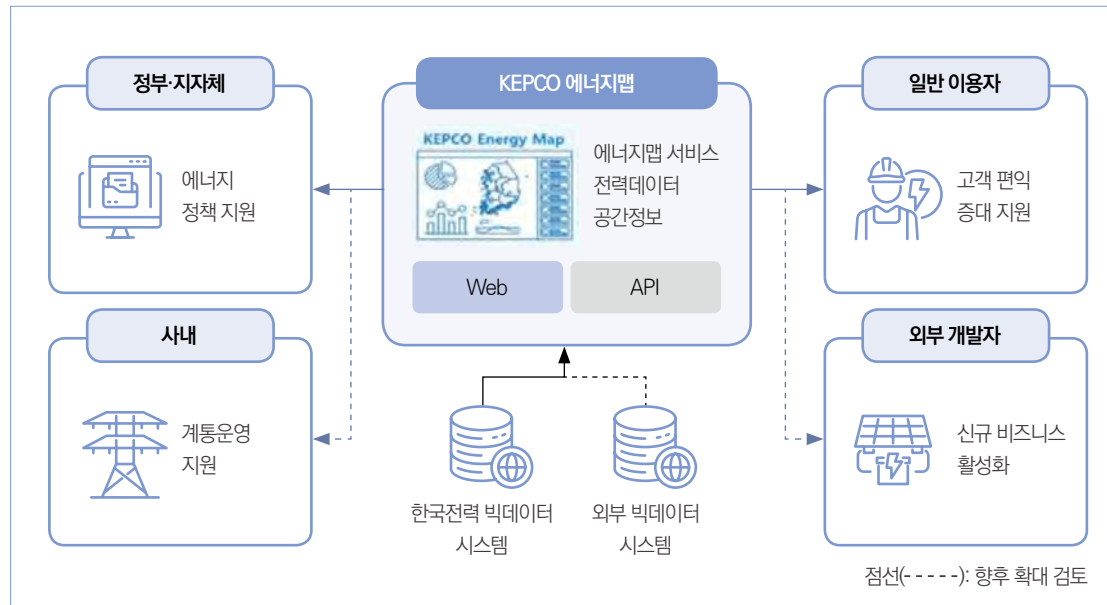 정부·지자체
에너지
정책 지원
사내
계통운영
지원
KEPCO 에너지맵
KEPCO Energy Map
에너지맵 서비스
전력데이터
공간정보
Web
API
한국전력 빅데이터
시스템
외부 빅데이터
시스템
일반 이용자
고객 편익
증대 지원
외부 개발자
신규 비즈니스
활성화
점선(-----): 향후 확대 검토